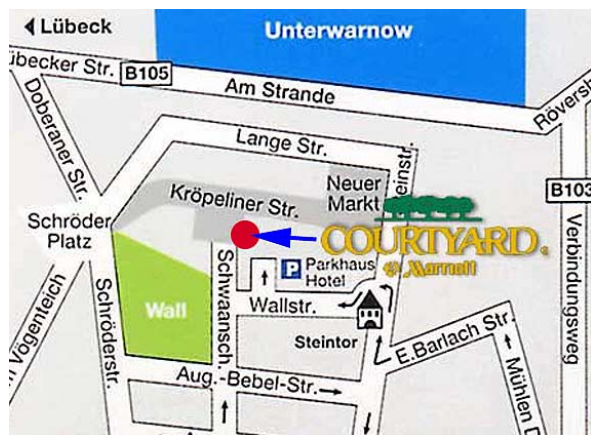 Lübeck
Unterwarnow
übecker Str.
B105
Am Strande
Röversh
Doberaner Str.
Lange Str.
einstr.
Neuer
Markt
B103
Kröpeliner Str.
Schröder
Platz
COURTYARD.
Marriott
P
Parkhaus
Hotel
Verbindungsweg
Wall
Schwaansch.
Wallstr.
Vögenteich
Schröderstr.
Steintor
E.Barlach Str.
Aug.-Bebel-Str.
Mühlen D